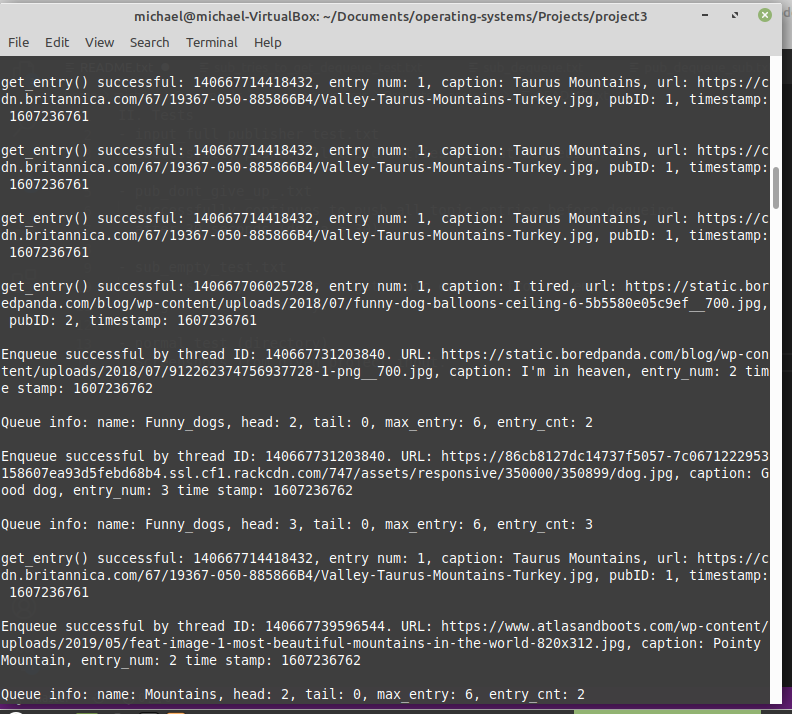 michael@michael-VirtualBox: ~/Documents/operating-systems/Projects/project3
File Edit View Search Terminal Help
get_entry() successful: 140667714418432, entry num: 1, caption: Taurus Mountains, url: https://c
dn.britannica.com/67/19367-050-885866B4/Valley-Taurus-Mountains-Turkey.jpg, pubID: 1, timestamp:
1607236761
get_entry() successful: 140667714418432, entry num: 1, caption: Taurus Mountains, url: https://c
dn.britannica.com/67/19367-050-885866B4/Valley-Taurus-Mountains-Turkey.jpg, pubID: 1, timestamp:
1607236761
get_entry() successful: 140667714418432, entry num: 1, caption: Taurus Mountains, url: https://c
dn.britannica.com/67/19367-050-885866B4/Valley-Taurus-Mountains-Turkey.jpg, pubID: 1, timestamp:
1607236761
get_entry() successful: 140667706025728, entry num: 1, caption: I tired, url: https://static.bor
edpanda.com/blog/wp-content/uploads/2018/07/funny-dog-balloons-ceiling-6-5b5580e05c9ef__700.jpg,
pubID: 2, timestamp: 1607236761
Enqueue successful by thread ID: 140667731203840. URL: https://static.boredpanda.com/blog/wp-con
tent/uploads/2018/07/912262374756937728-1-png__700.jpg, caption: I'm in heaven, entry_num: 2 tim
e stamp: 1607236762
Queue info: name: Funny_dogs, head: 2, tail: 0, max_entry: 6, entry_cnt: 2
Enqueue successful by thread ID: 140667731203840. URL: https://86cb8127dc14737f5057-7c0671222953
158607ea93d5febd68b4.ssl.cf1.rackcdn.com/747/assets/responsive/350000/350899/dog.jpg, caption: G
ood dog, entry_num: 3 time stamp: 1607236762
Queue info: name: Funny_dogs, head: 3, tail: 0, max_entry: 6, entry_cnt: 3
get_entry() successful: 140667714418432, entry num: 1, caption: Taurus Mountains, url: https://c
dn.britannica.com/67/19367-050-885866B4/Valley-Taurus-Mountains-Turkey.jpg, pubID: 1, timestamp:
1607236761
Enqueue successful by thread ID: 140667739596544. URL: https://www.atlasandboots.com/wp-content/
uploads/2019/05/feat-image-1-most-beautiful-mountains-in-the-world-820x312.jpg, caption: Pointy
Mountain, entry_num: 2 time stamp: 1607236762
Queue info: name: Mountains, head: 2, tail: 0, max_entry: 6, entry_cnt: 2